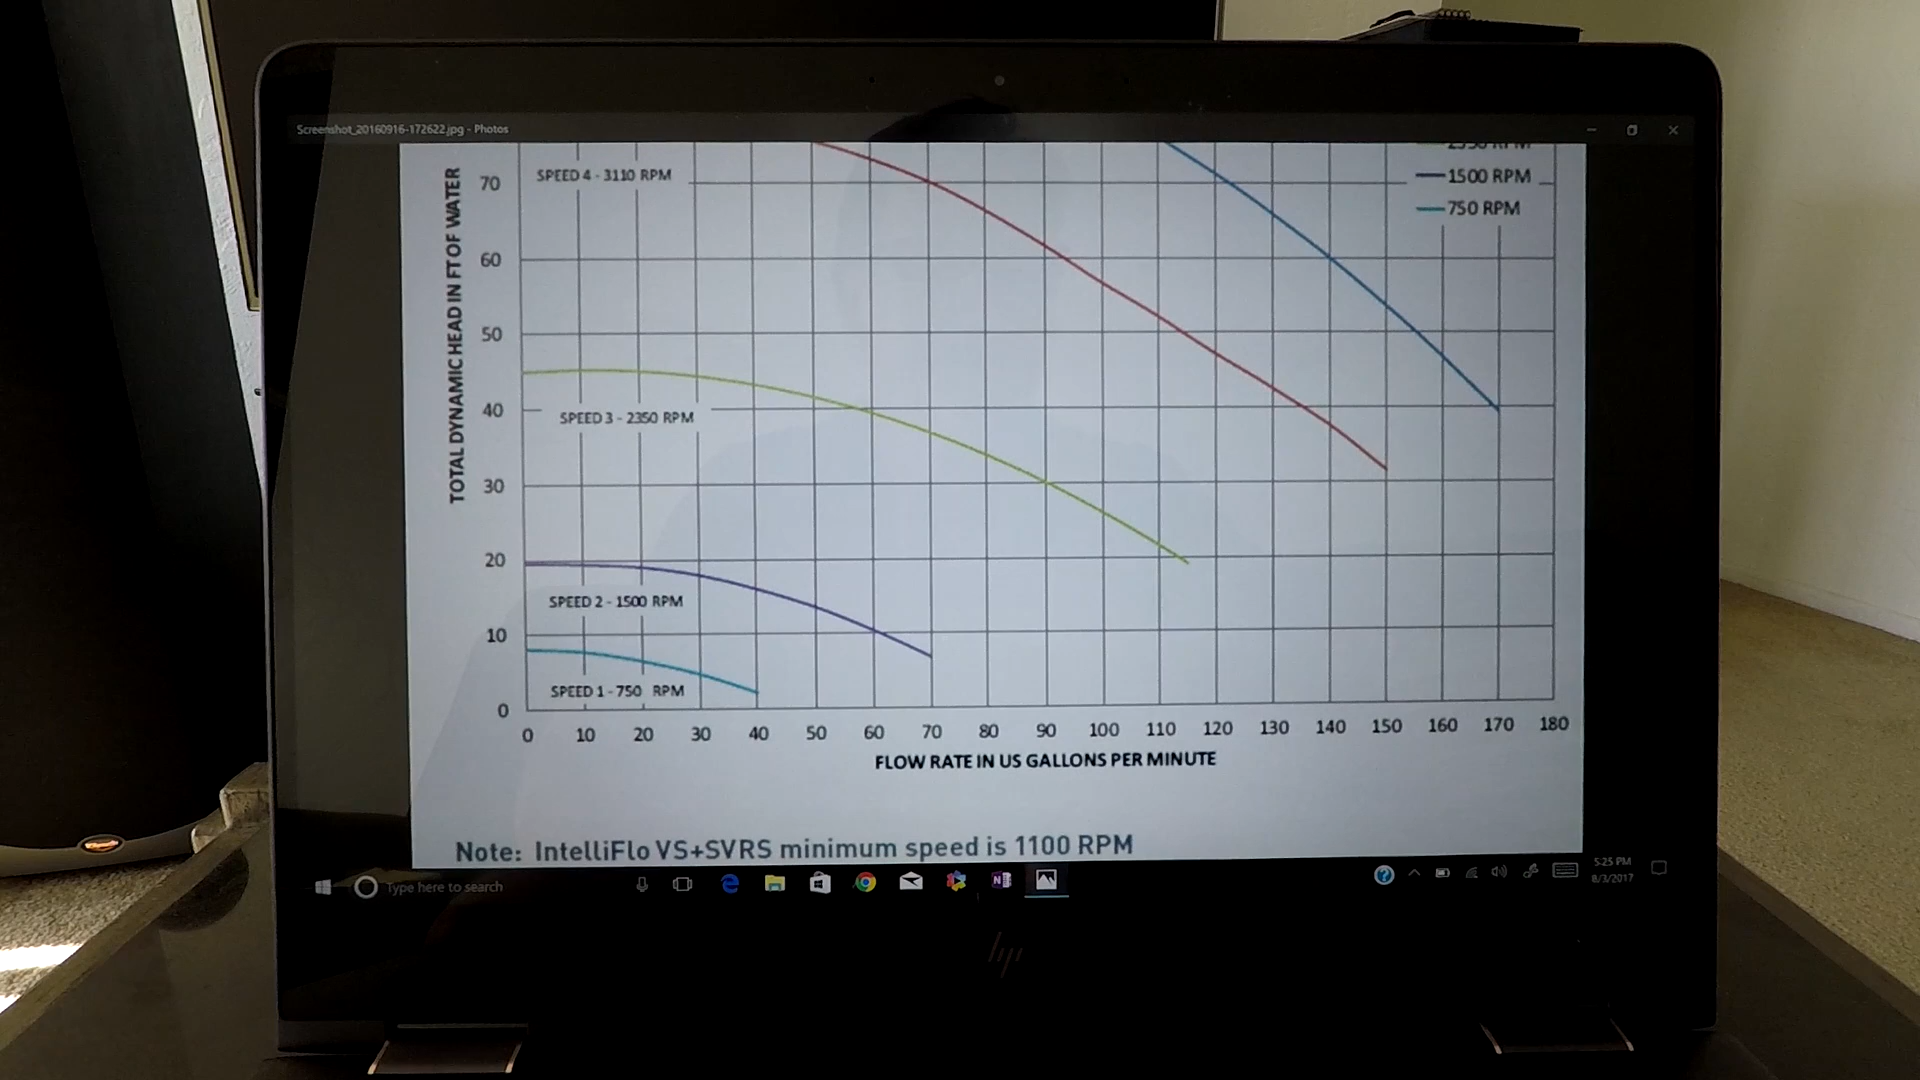 Screenshot_20160916-172622.jpg - Photos
TOTAL DYNAMIC HEAD IN FT OF WATER
2350 RPM
1500 RPM
750 RPM
SPEED 4 - 3110 RPM
70
60
50
40
SPEED 3 - 2350 RPM
30
20
SPEED 2 - 1500 RPM
10
SPEED 1 - 750 RPM
0
0 10 20 30 40 50 60 70 80 90 100 110 120 130 140 150 160 170 180
FLOW RATE IN US GALLONS PER MINUTE
Note: IntelliFlo VS+SVRS minimum speed is 1100 RPM
Type here to search
5:25 PM
8/3/2017
hp